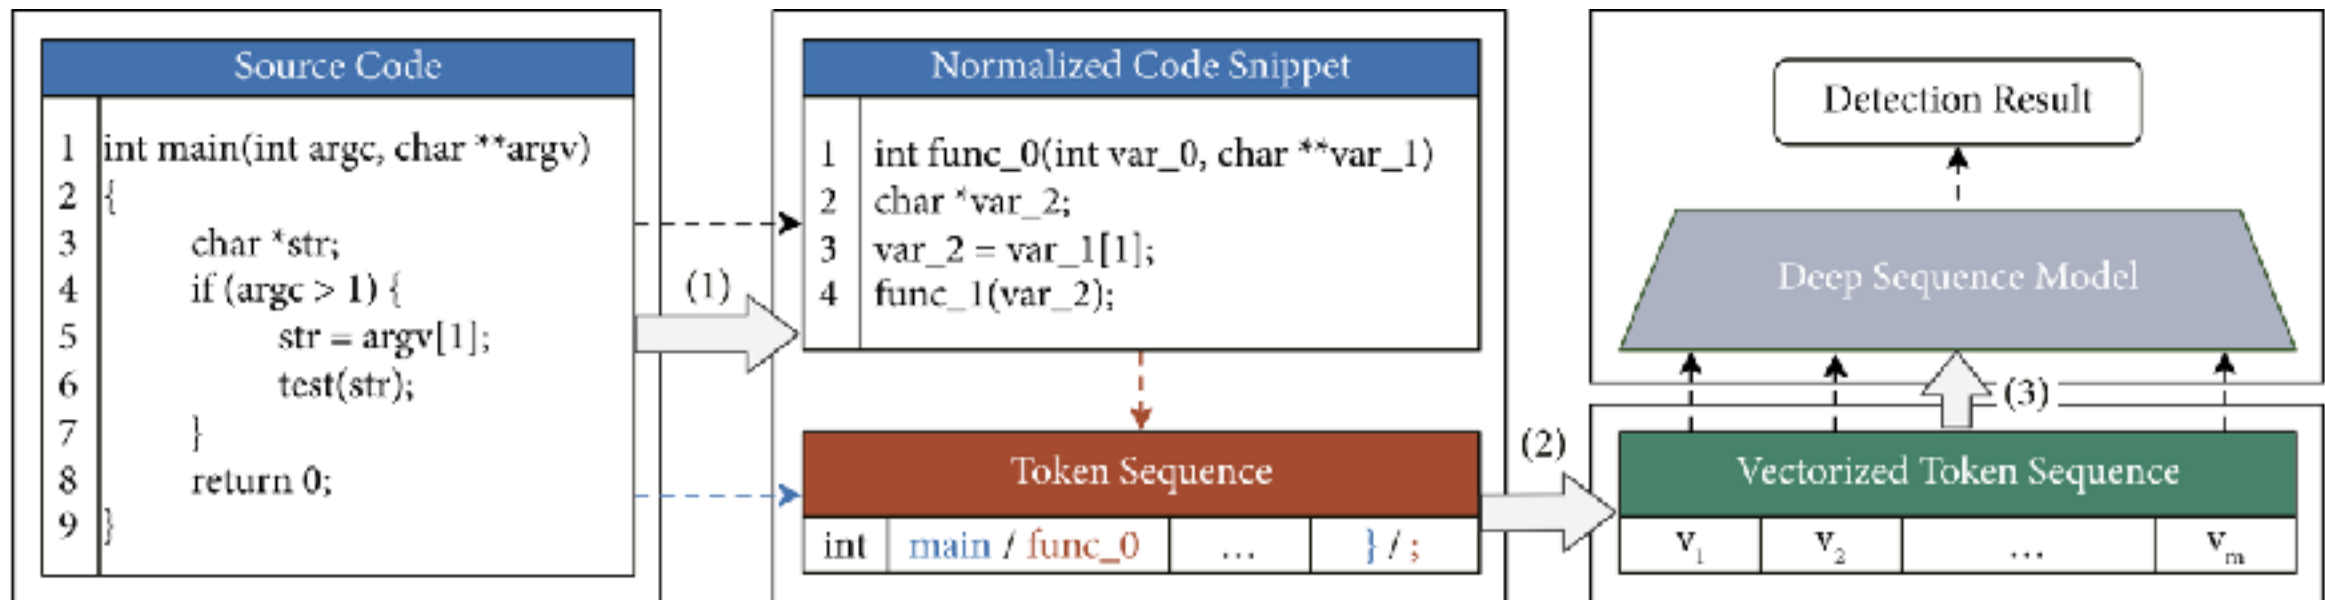 Source Code
1 int main(int argc, char **argv)
2 {
3 char *str;
4 if (argc > 1) {
5 str = argv[1];
6 test(str);
7 }
8 return 0;
9 }
(1)
Normalized Code Snippet
1 int func_0(int var_0, char **var_1)
2 char *var_2;
3 var_2 = var_1[1];
4 func_1(var_2);
Token Sequence
int main / func_0 ... } / ;
(2)
Detection Result
Deep Sequence Model
(3)
Vectorized Token Sequence
v1 v2 ... vm